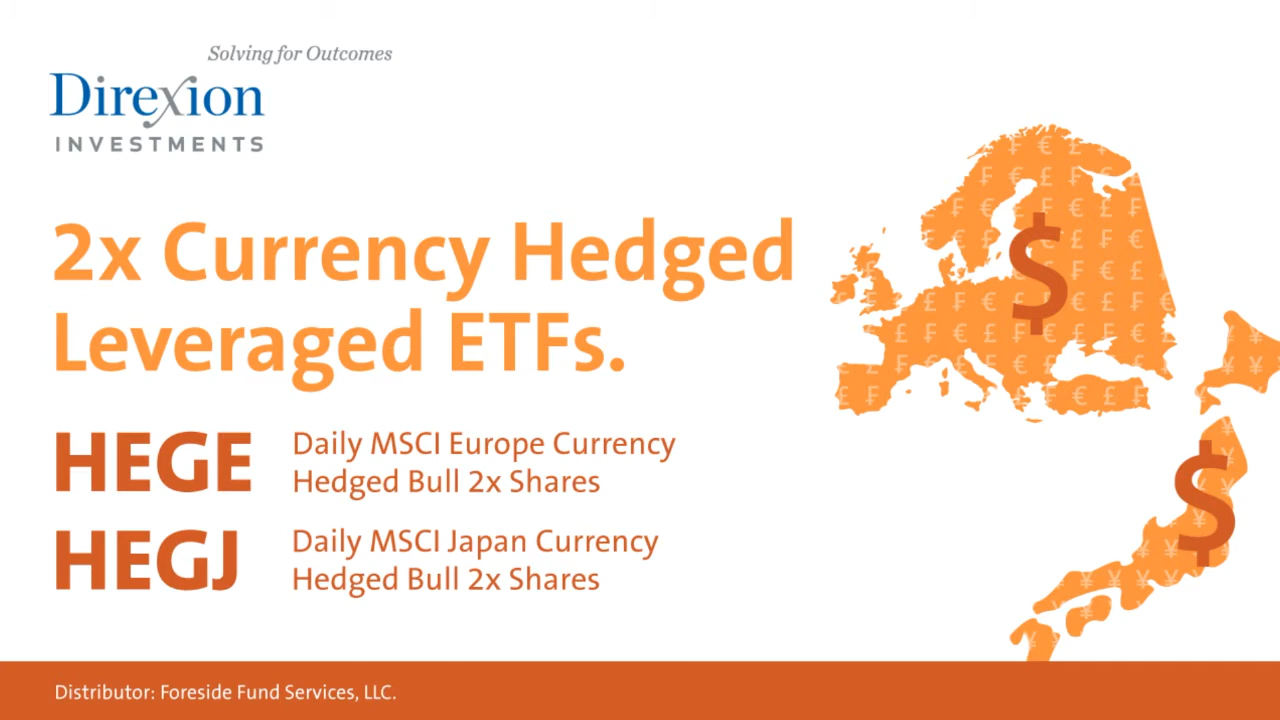 Solving for Outcomes
Direxion
INVESTMENTS
2x Currency Hedged
Leveraged ETFs.
HEGE
Daily MSCI Europe Currency
Hedged Bull 2x Shares
HEGJ
Daily MSCI Japan Currency
Hedged Bull 2x Shares
$
$
Distributor: Foreside Fund Services, LLC.